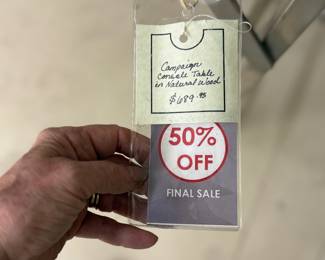 Campaign
Console Table
in Natural Wood
$689.95
50%
OFF
FINAL SALE